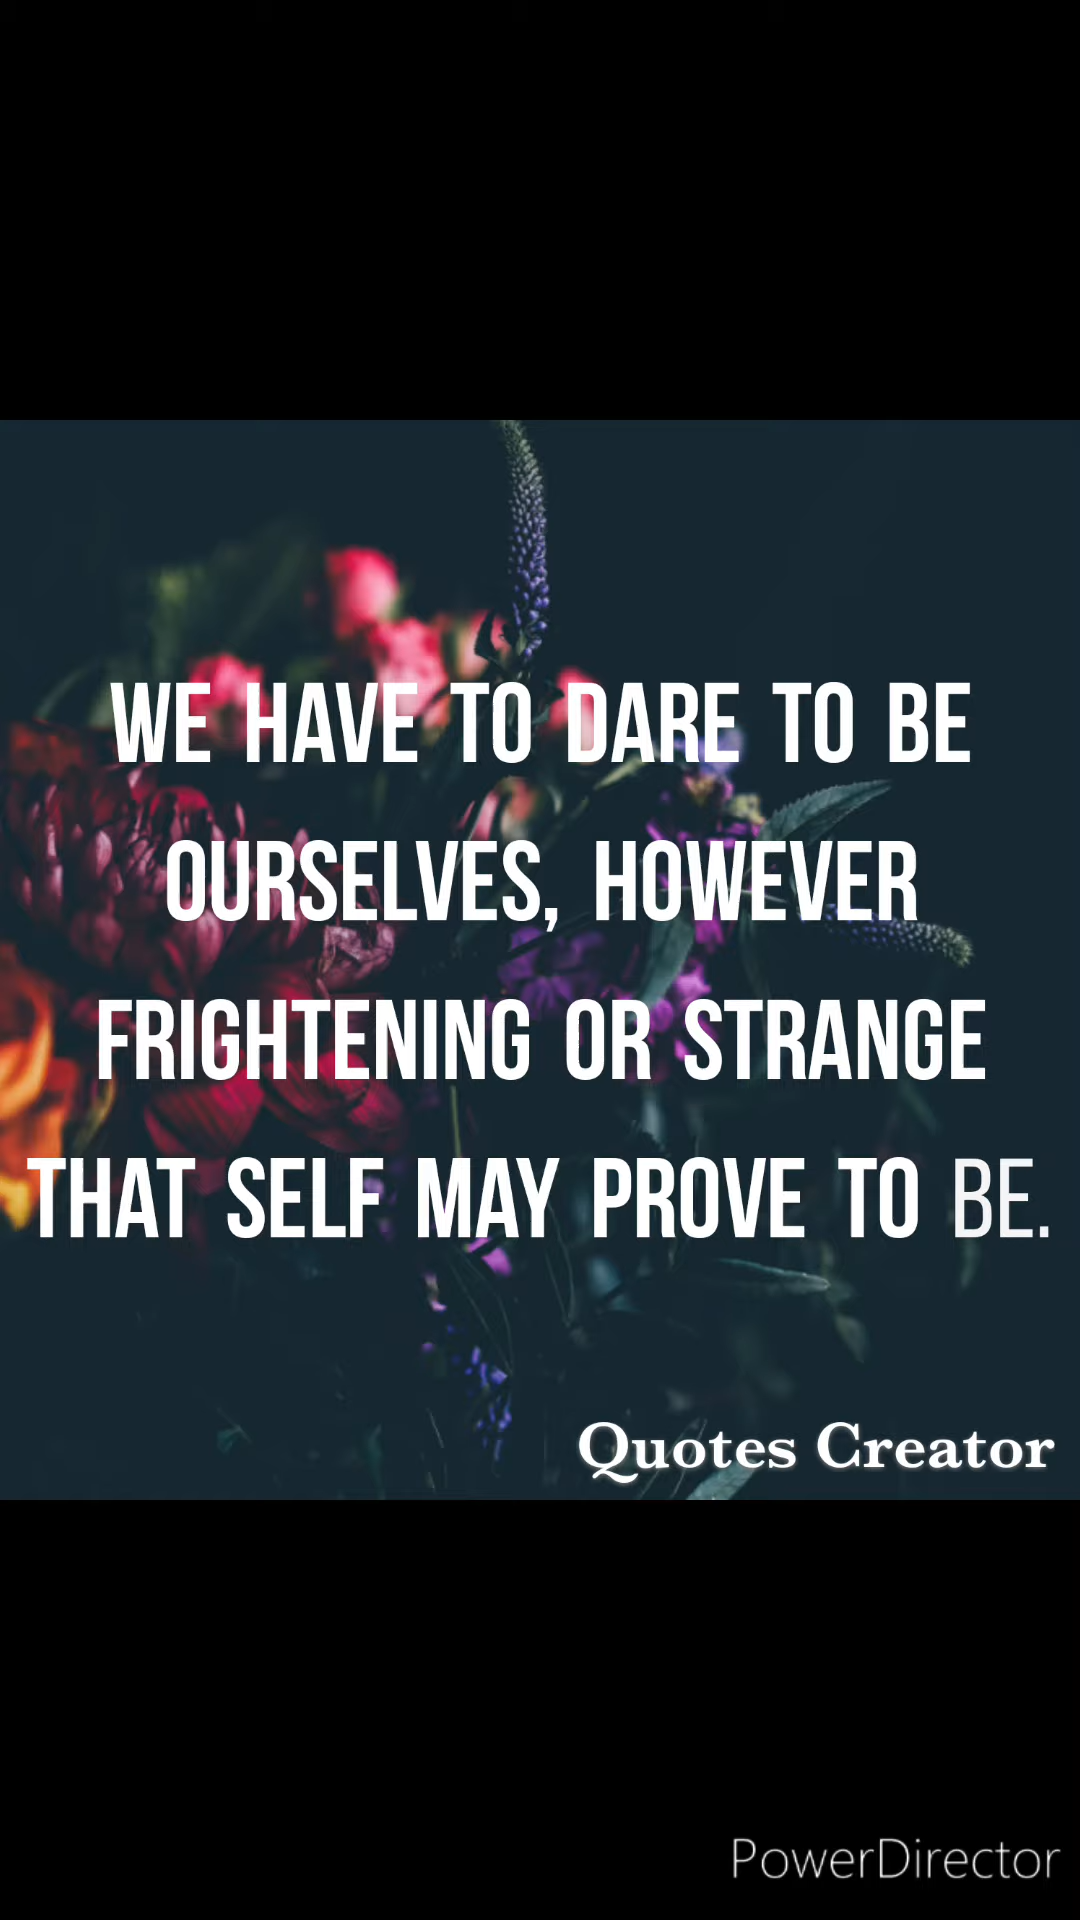 WE HAVE TO DARE TO BE
OURSELVES, HOWEVER
FRIGHTENING OR STRANGE
THAT SELF MAY PROVE TO BE.
Quotes Creator
PowerDirector